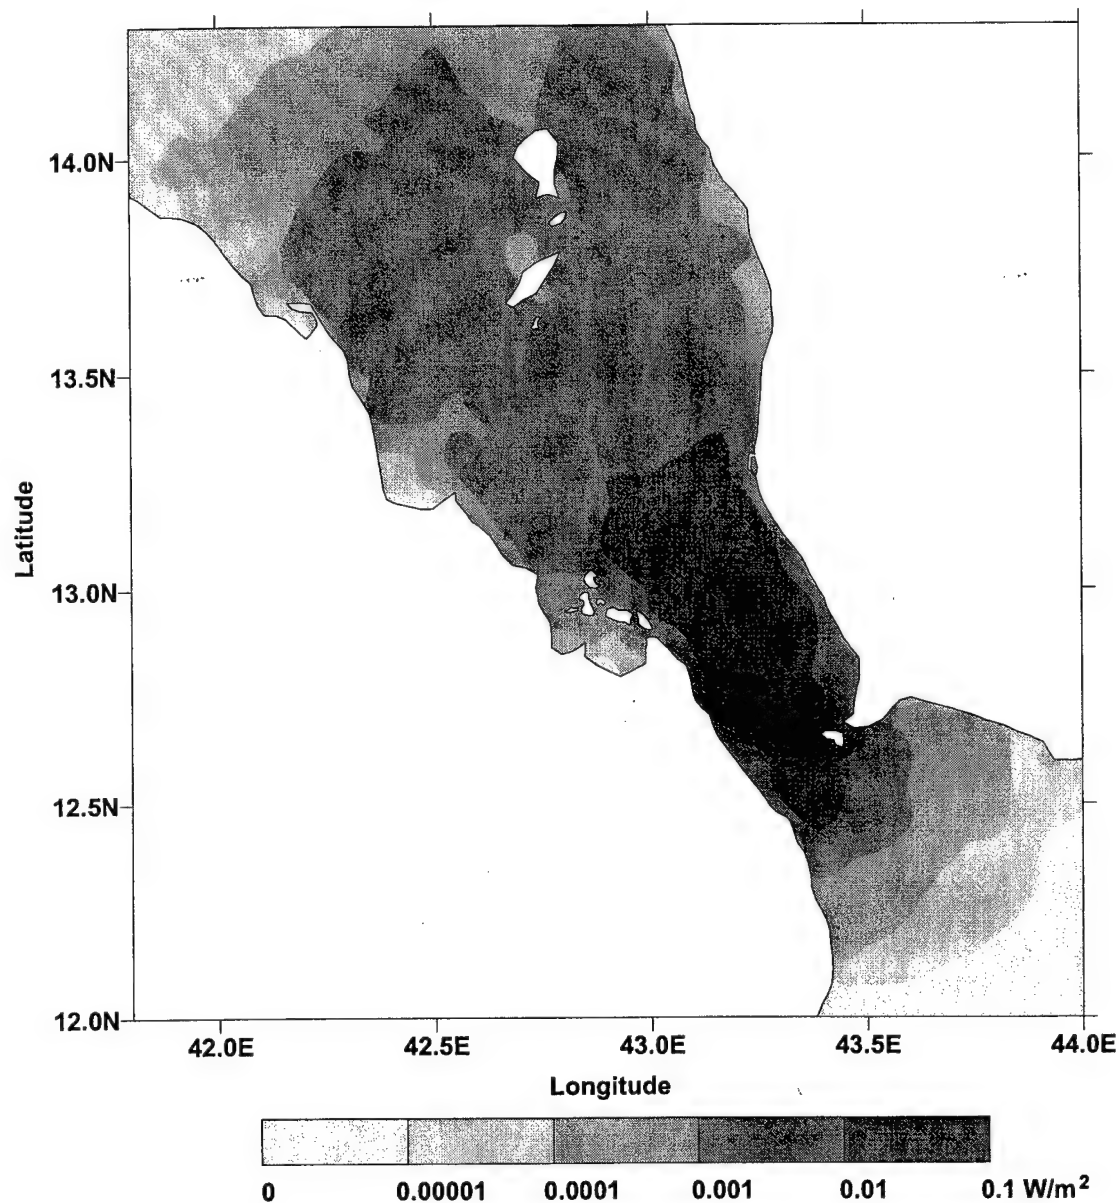 14.0N
13.5N
13.0N
12.5N
12.0N
Latitude
42.0E 42.5E 43.0E 43.5E 44.0E
Longitude
0 0.00001 0.0001 0.001 0.01 0.1 W/m²